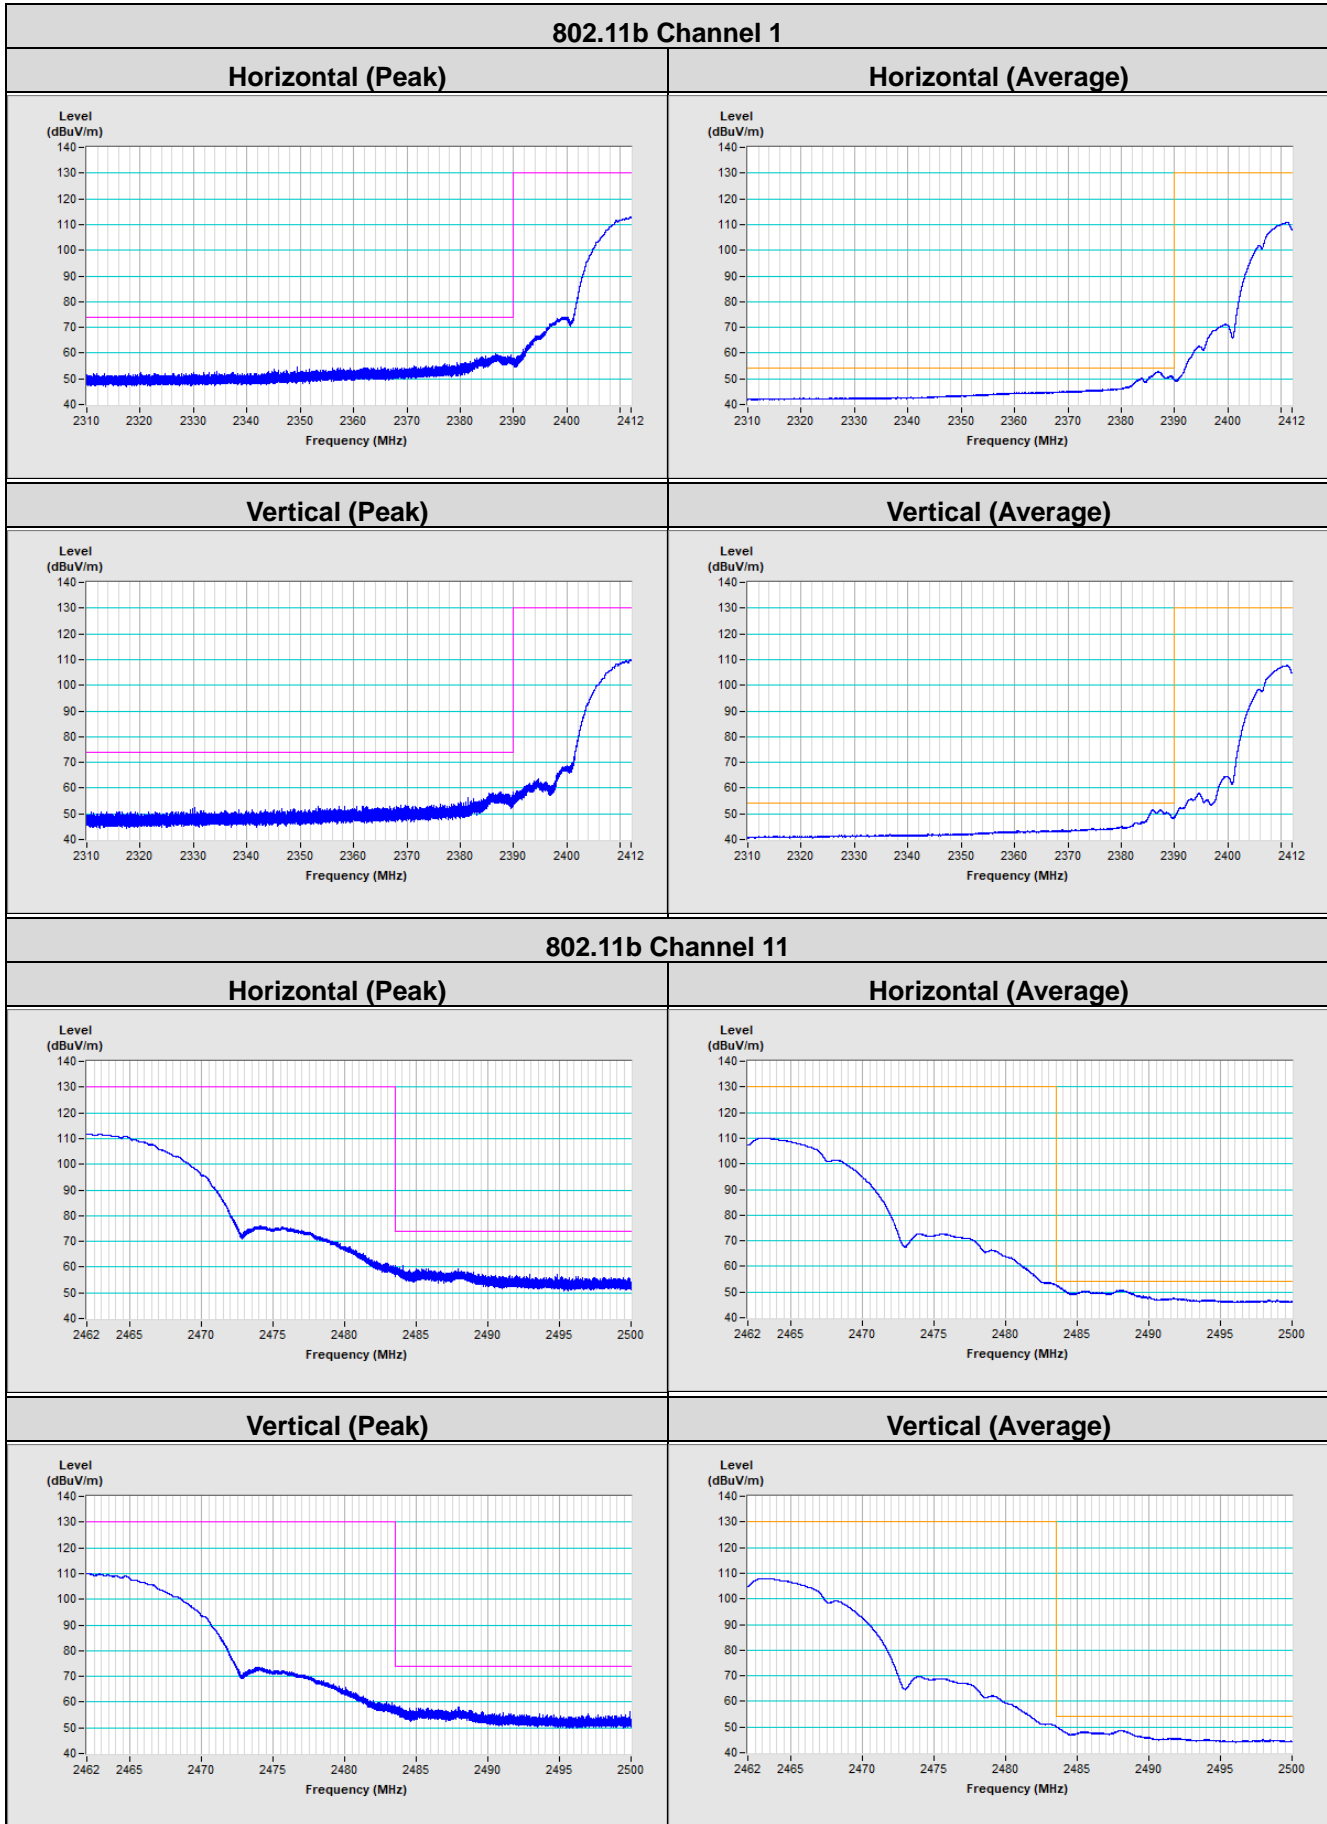 802.11b Channel 1
Horizontal (Peak) Horizontal (Average)
Level Level
(dBuV/m) (dBuV/m)
140 140
130 130
120 120
110 110
100 100
90 90
80 80
70 70
60 60
50 50
40 40
2310 2320 2330 2340 2350 2360 2370 2380 2390 2400 2412 2310 2320 2330 2340 2350 2360 2370 2380 2390 2400 2412
Frequency (MHz) Frequency (MHz)
Vertical (Peak) Vertical (Average)
Level Level
(dBuV/m) (dBuV/m)
140 140
130 130
120 120
110 110
100 100
90 90
80 80
70 70
60 60
50 50
40 40
2310 2320 2330 2340 2350 2360 2370 2380 2390 2400 2412 2310 2320 2330 2340 2350 2360 2370 2380 2390 2400 2412
Frequency (MHz) Frequency (MHz)
802.11b Channel 11
Horizontal (Peak) Horizontal (Average)
Level Level
(dBuV/m) (dBuV/m)
140 140
130 130
120 120
110 110
100 100
90 90
80 80
70 70
60 60
50 50
40 40
2462 2465 2470 2475 2480 2485 2490 2495 2500 2462 2465 2470 2475 2480 2485 2490 2495 2500
Frequency (MHz) Frequency (MHz)
Vertical (Peak) Vertical (Average)
Level Level
(dBuV/m) (dBuV/m)
140 140
130 130
120 120
110 110
100 100
90 90
80 80
70 70
60 60
50 50
40 40
2462 2465 2470 2475 2480 2485 2490 2495 2500 2462 2465 2470 2475 2480 2485 2490 2495 2500
Frequency (MHz) Frequency (MHz)